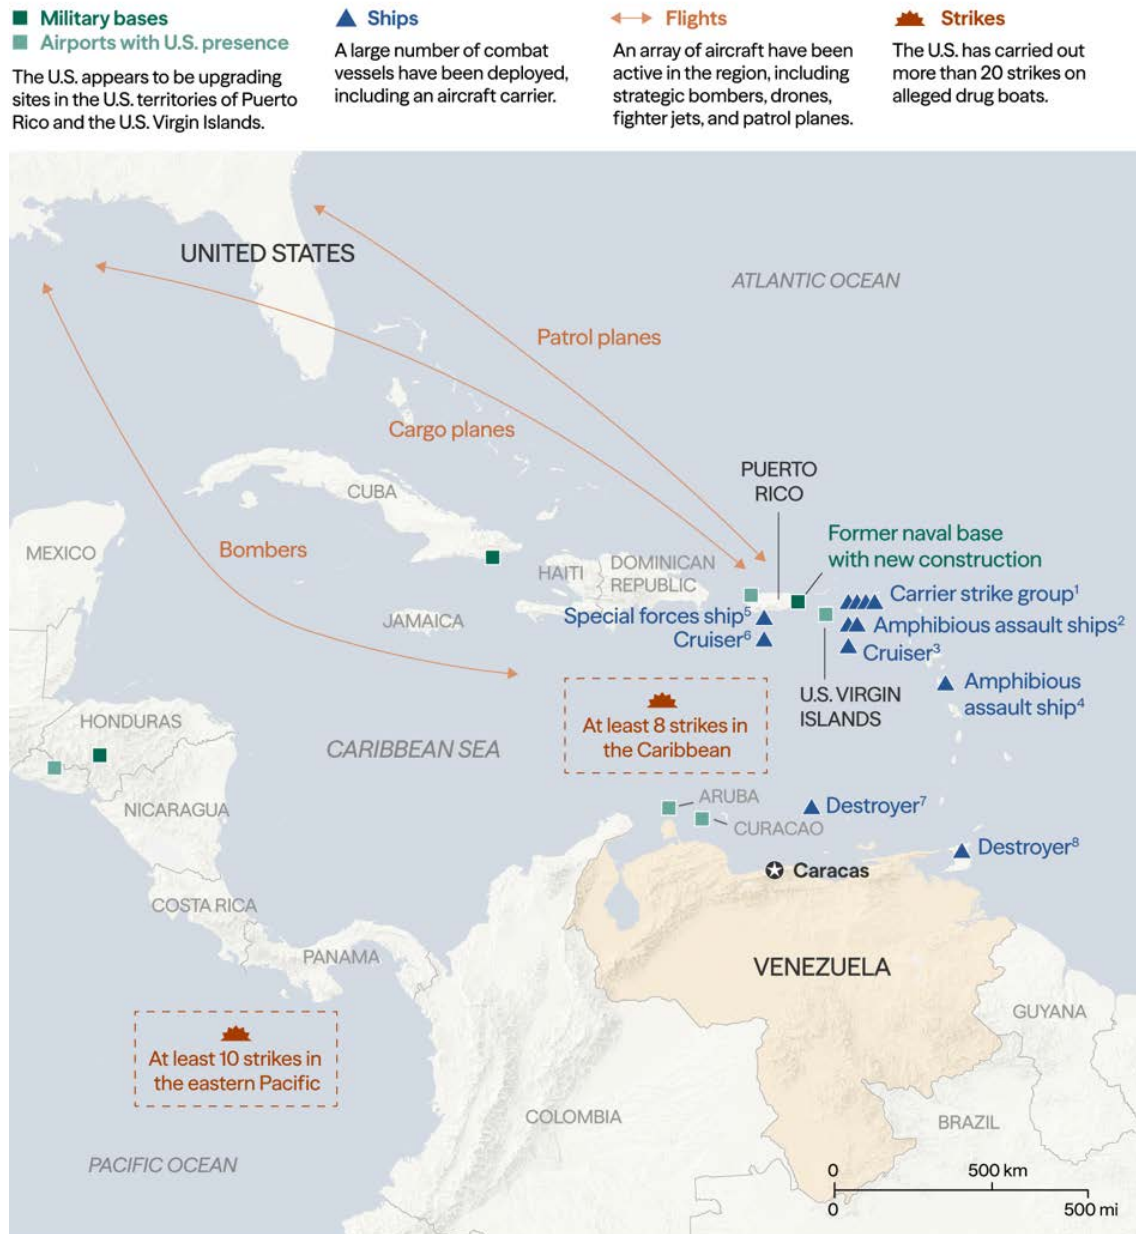 Military bases
Airports with U.S. presence
The U.S. appears to be upgrading
sites in the U.S. territories of Puerto
Rico and the U.S. Virgin Islands.
Ships
A large number of combat
vessels have been deployed,
including an aircraft carrier.
Flights
An array of aircraft have been
active in the region, including
strategic bombers, drones,
fighter jets, and patrol planes.
Strikes
The U.S. has carried out
more than 20 strikes on
alleged drug boats.
UNITED STATES
ATLANTIC OCEAN
Patrol planes
Cargo planes
PUERTO
RICO
CUBA
Former naval base
with new construction
Bombers
MEXICO
HAITI
DOMINICAN
REPUBLIC
Carrier strike group¹
JAMAICA
Special forces ship⁵
Amphibious assault ships²
Cruiser⁶
Cruiser³
Amphibious
assault ship⁴
U.S. VIRGIN
ISLANDS
HONDURAS
At least 8 strikes in
the Caribbean
CARIBBEAN SEA
ARUBA
NICARAGUA
Destroyer⁷
CURACAO
Destroyer⁸
Caracas
COSTA RICA
PANAMA
VENEZUELA
GUYANA
At least 10 strikes in
the eastern Pacific
COLOMBIA
BRAZIL
PACIFIC OCEAN
0 500 km
0 500 mi